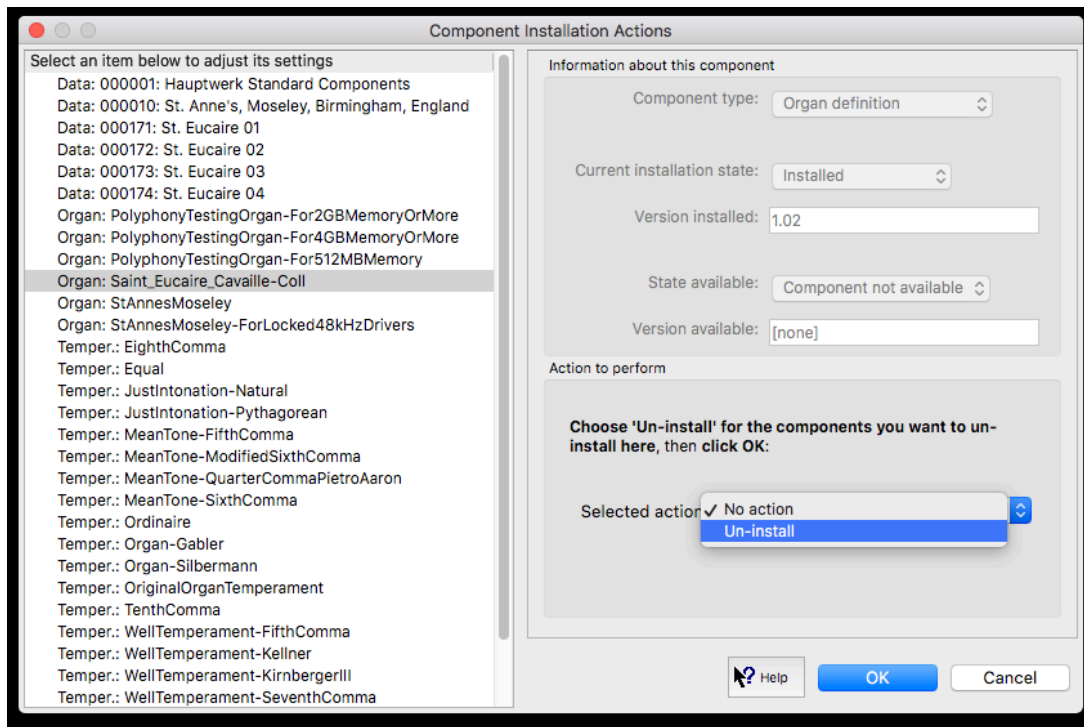 Component Installation Actions
Select an item below to adjust its settings
Data: 000001: Hauptwerk Standard Components
Data: 000010: St. Anne's, Moseley, Birmingham, England
Data: 000171: St. Eucaire 01
Data: 000172: St. Eucaire 02
Data: 000173: St. Eucaire 03
Data: 000174: St. Eucaire 04
Organ: PolyphonyTestingOrgan-For2GBMemoryOrMore
Organ: PolyphonyTestingOrgan-For4GBMemoryOrMore
Organ: PolyphonyTestingOrgan-For512MBMemory
Organ: Saint_Eucaire_Cavaille-Coll
Organ: StAnnesMoseley
Organ: StAnnesMoseley-ForLocked48kHzDrivers
Temper.: EighthComma
Temper.: Equal
Temper.: JustIntonation-Natural
Temper.: JustIntonation-Pythagorean
Temper.: MeanTone-FifthComma
Temper.: MeanTone-ModifiedSixthComma
Temper.: MeanTone-QuarterCommaPietroAaron
Temper.: MeanTone-SixthComma
Temper.: Ordinaire
Temper.: Organ-Gabler
Temper.: Organ-Silbermann
Temper.: OriginalOrganTemperament
Temper.: TenthComma
Temper.: WellTemperament-FifthComma
Temper.: WellTemperament-Kellner
Temper.: WellTemperament-KirnbergerIII
Temper.: WellTemperament-SeventhComma
Information about this component
Component type: Organ definition
Current installation state: Installed
Version installed: 1.02
State available: Component not available
Version available: [none]
Action to perform
Choose 'Un-install' for the components you want to un-
install here, then click OK:
Selected action ✓ No action
Un-install
Help OK Cancel